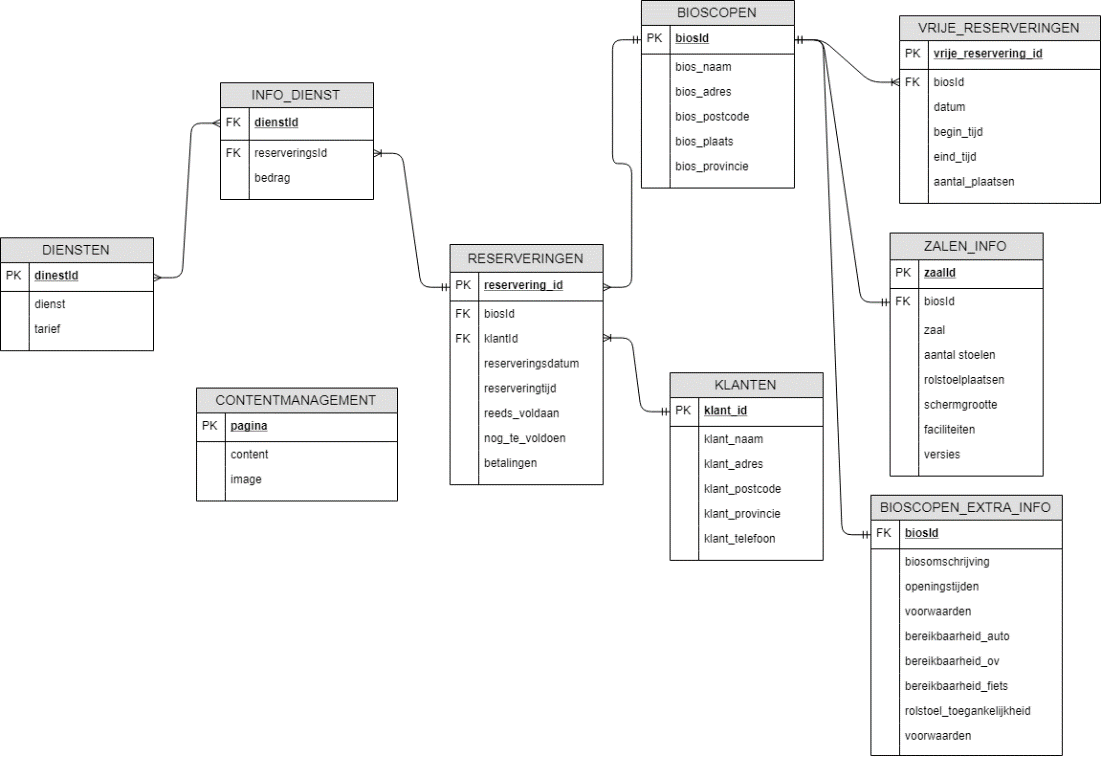 BIOSCOPEN
PK biosId
bios_naam
bios_adres
bios_postcode
bios_plaats
bios_provincie
VRIJE_RESERVERINGEN
PK vrije_reservering_id
FK biosId
datum
begin_tijd
eind_tijd
aantal_plaatsen
INFO_DIENST
FK dienstId
FK reserveringsId
bedrag
DIENSTEN
PK dinestId
dienst
tarief
RESERVERINGEN
PK reservering_id
FK biosId
FK klantId
reserveringsdatum
reserveringtijd
reeds_voldaan
nog_te_voldoen
betalingen
ZALEN_INFO
PK zaalId
FK biosId
zaal
aantal stoelen
rolstoelplaatsen
schermgrootte
faciliteiten
versies
CONTENTMANAGEMENT
PK pagina
content
image
KLANTEN
PK klant_id
klant_naam
klant_adres
klant_postcode
klant_provincie
klant_telefoon
BIOSCOPEN_EXTRA_INFO
FK biosId
biosomschrijving
openingstijden
voorwaarden
bereikbaarheid_auto
bereikbaarheid_ov
bereikbaarheid_fiets
rolstoel_toegankelijkheid
voorwaarden